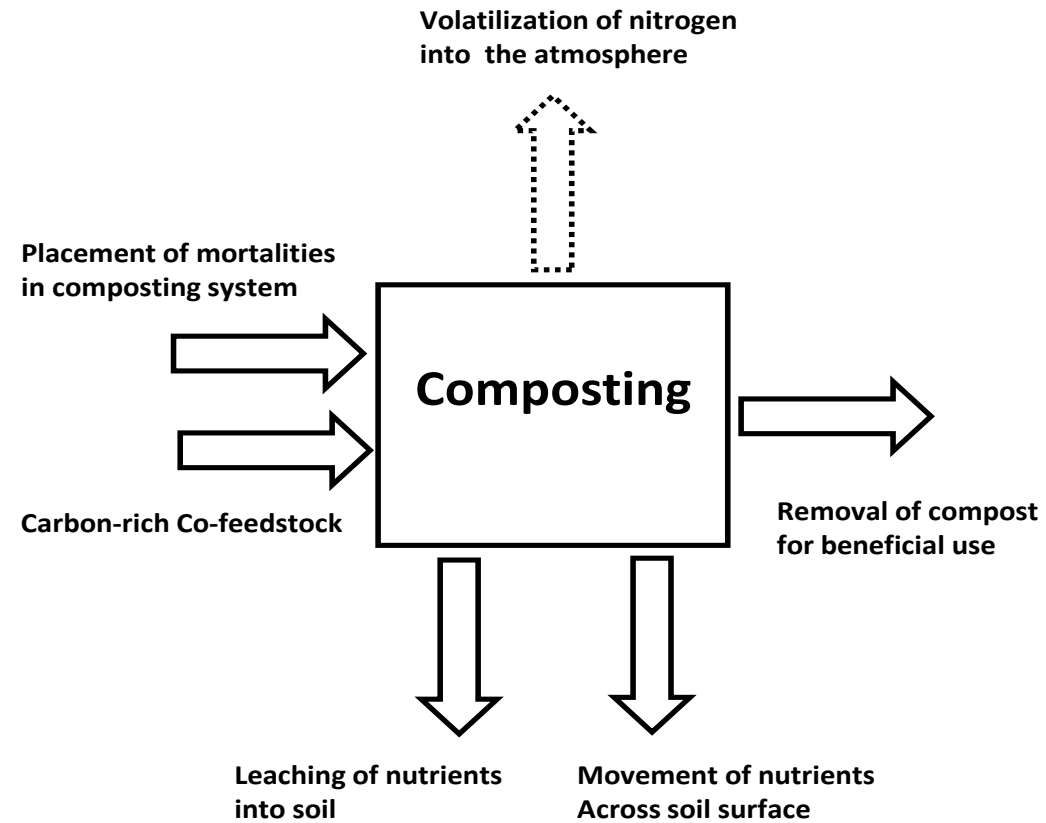 Volatilization of nitrogen
into the atmosphere
Placement of mortalities
in composting system
Composting
Carbon-rich Co-feedstock
Removal of compost
for beneficial use
Leaching of nutrients
into soil
Movement of nutrients
Across soil surface